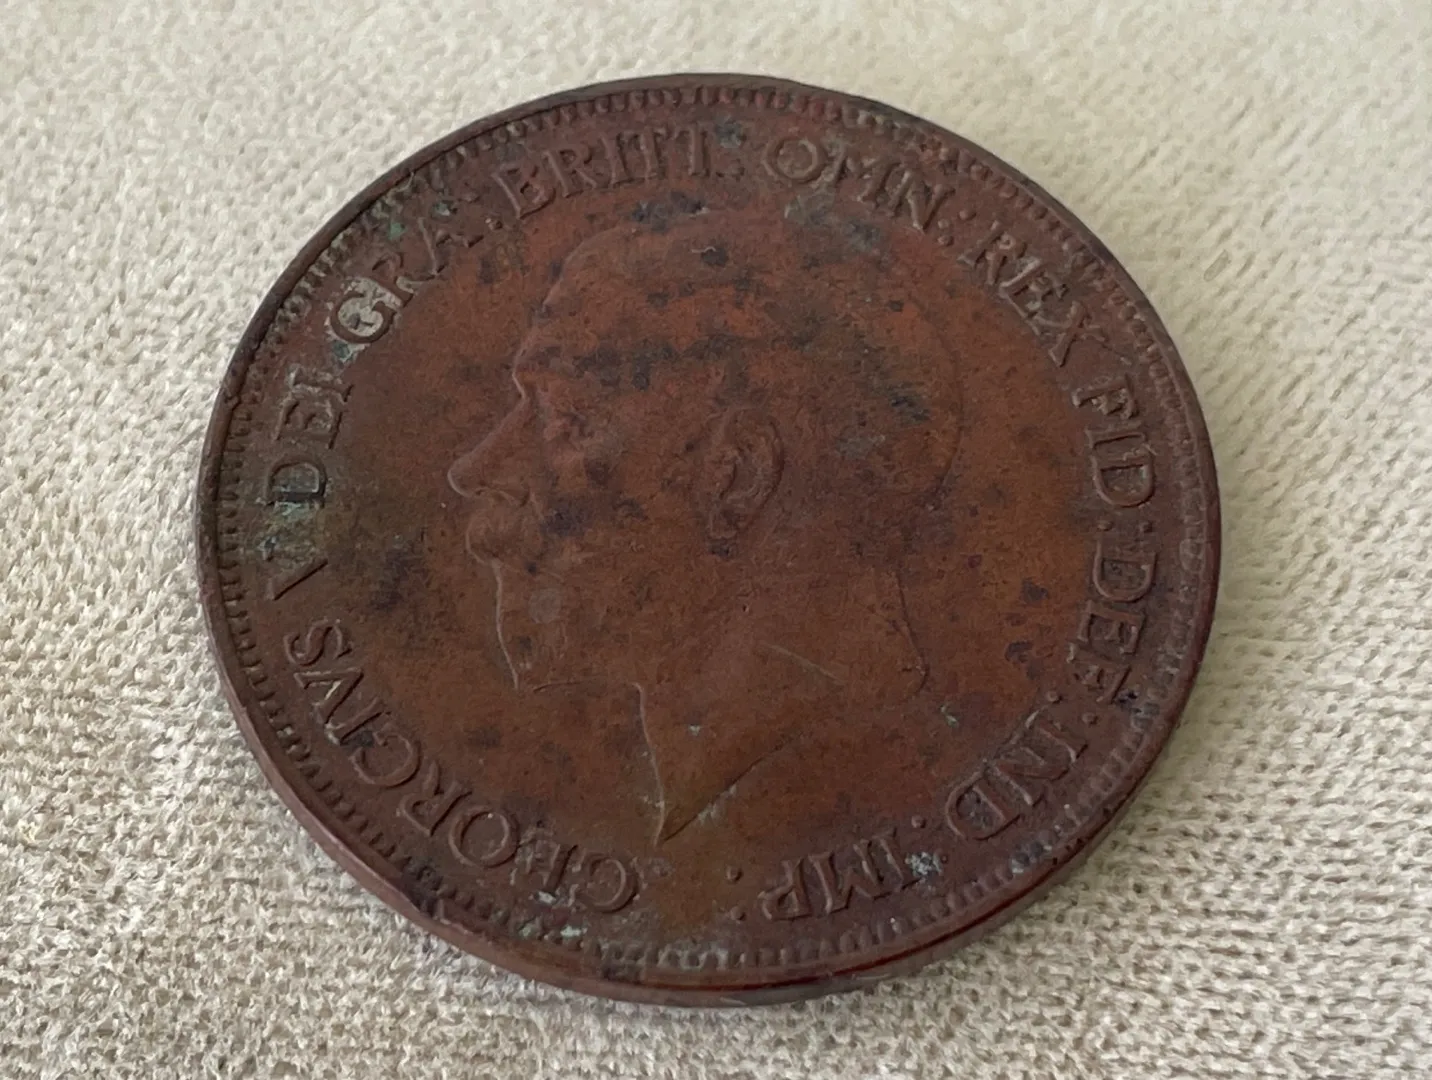 GEORGIVS V DEI GRA: BRITT: OMN: REX FID: DEF: IND: IMP: